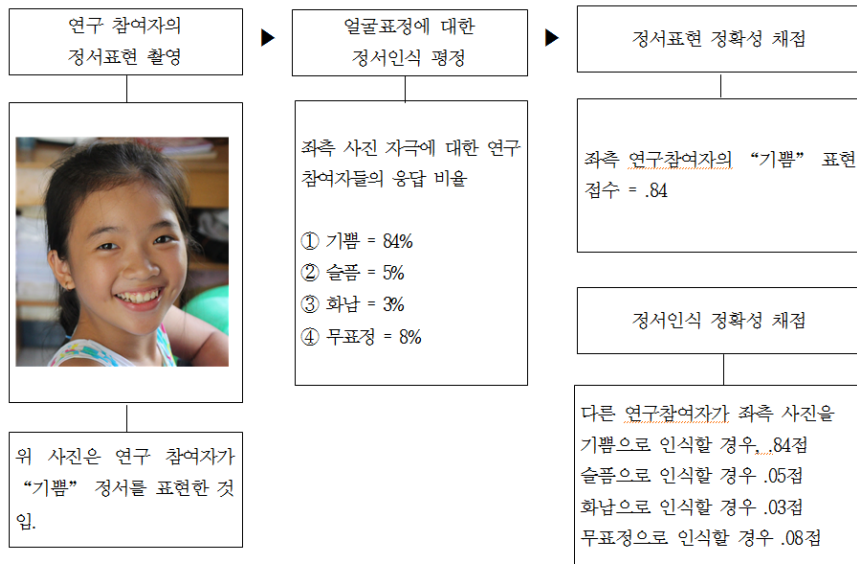 연구 참여자의
정서표현 촬영
▶
얼굴표정에 대한
정서인식 평정
▶
정서표현 정확성 채점
위 사진은 연구 참여자가
“기쁨” 정서를 표현한 것
임.
좌측 사진 자극에 대한 연구
참여자들의 응답 비율
① 기쁨 = 84%
② 슬픔 = 5%
③ 화남 = 3%
④ 무표정 = 8%
좌측 연구참여자의 “기쁨” 표현
점수 = .84
정서인식 정확성 채점
다른 연구참여자가 좌측 사진을
기쁨으로 인식할 경우, .84점
슬픔으로 인식할 경우 .05점
화남으로 인식할 경우 .03점
무표정으로 인식할 경우 .08점